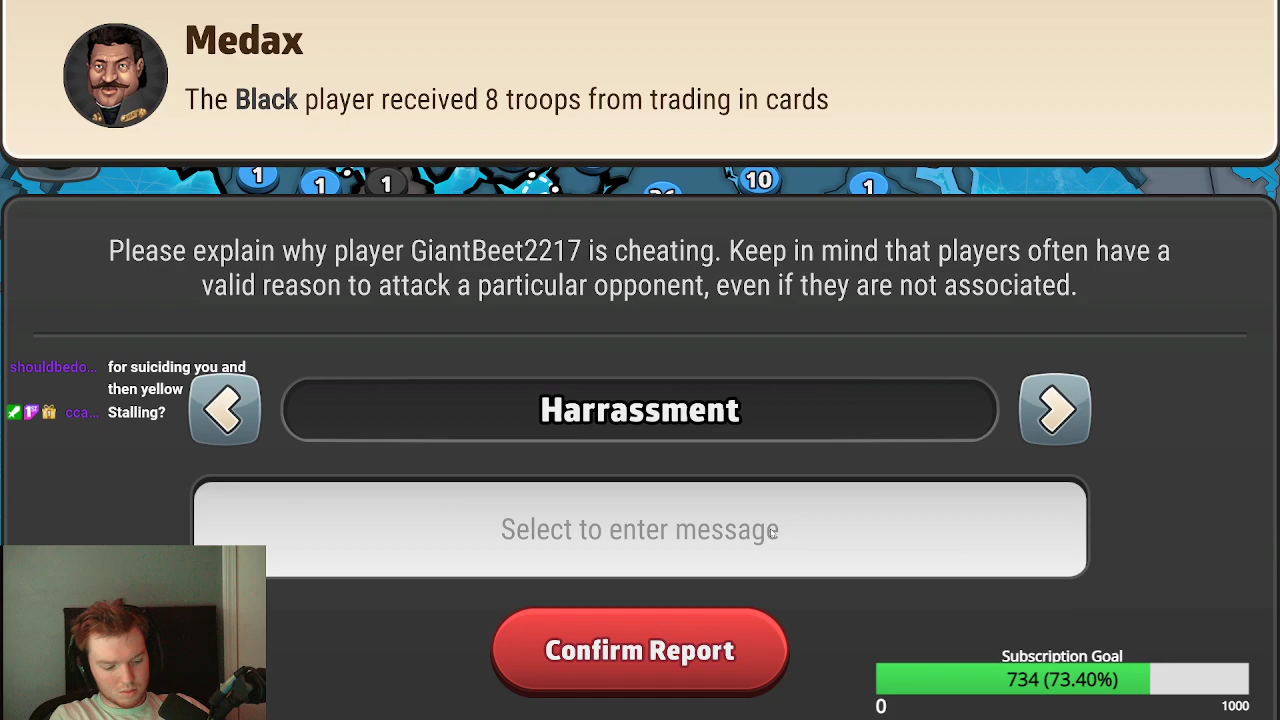 Medax
The Black player received 8 troops from trading in cards
1
1
1
10
1
Please explain why player GiantBeet2217 is cheating. Keep in mind that players often have a
valid reason to attack a particular opponent, even if they are not associated.
shouldbedo... for suiciding you and
then yellow
cca... Stalling?
Harrassment
Select to enter message
Confirm Report
Subscription Goal
734 (73.40%)
0 1000